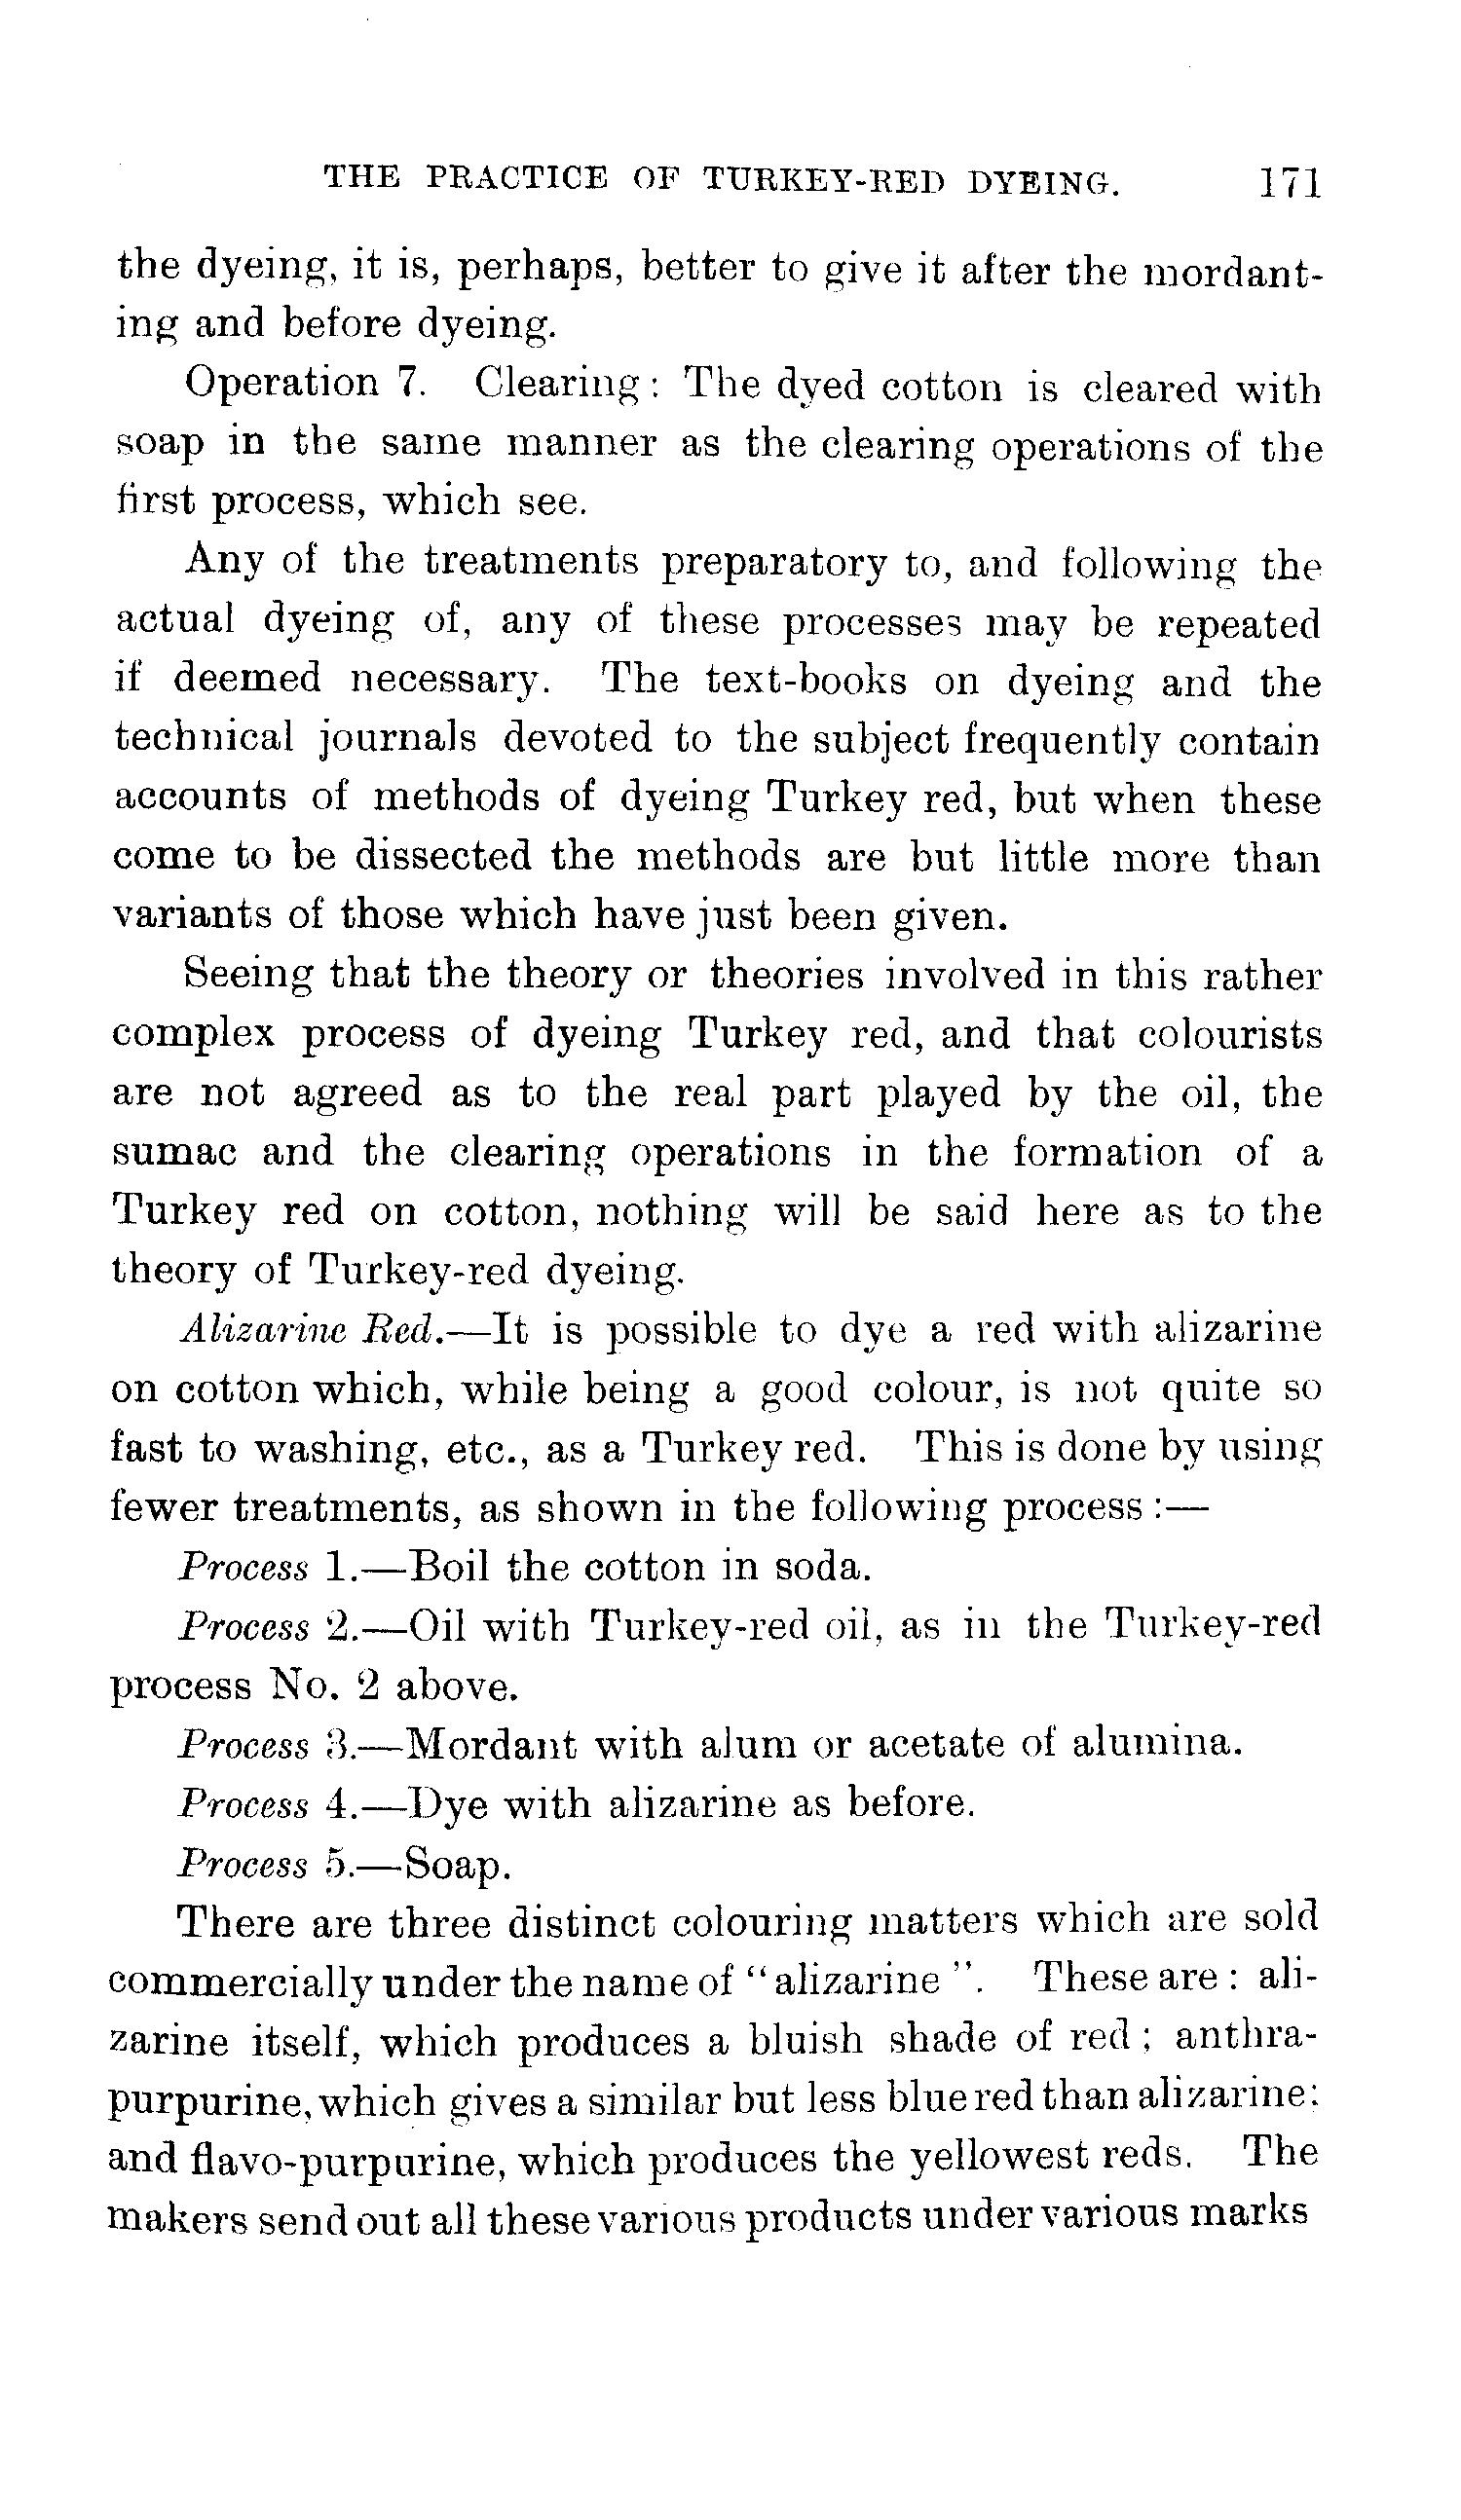 THE PRACTICE OF TURKEY-RED DYEING. 171
the dyeing, it is, perhaps, better to give it after the mordant-
ing and before dyeing.
Operation 7. Clearing: The dyed cotton is cleared with
soap in the same manner as the clearing operations of the
first process, which see.
Any of the treatments preparatory to, and following the
actual dyeing of, any of these processes may be repeated
if deemed necessary. The text-books on dyeing and the
technical journals devoted to the subject frequently contain
accounts of methods of dyeing Turkey red, but when these
come to be dissected the methods are but little more than
variants of those which have just been given.
Seeing that the theory or theories involved in this rather
complex process of dyeing Turkey red, and that colourists
are not agreed as to the real part played by the oil, the
sumac and the clearing operations in the formation of a
Turkey red on cotton, nothing will be said here as to the
theory of Turkey-red dyeing.
Alizarine Red.—It is possible to dye a red with alizarine
on cotton which, while being a good colour, is not quite so
fast to washing, etc., as a Turkey red. This is done by using
fewer treatments, as shown in the following process :—
Process 1.—Boil the cotton in soda.
Process 2.—Oil with Turkey-red oil, as in the Turkey-red
process No. 2 above.
Process 3.—Mordant with alum or acetate of alumina.
Process 4.—Dye with alizarine as before.
Process 5.—Soap.
There are three distinct colouring matters which are sold
commercially under the name of "alizarine ". These are : ali-
zarine itself, which produces a bluish shade of red ; anthra-
purpurine, which gives a similar but less blue red than alizarine;
and flavo-purpurine, which produces the yellowest reds. The
makers send out all these various products under various marks